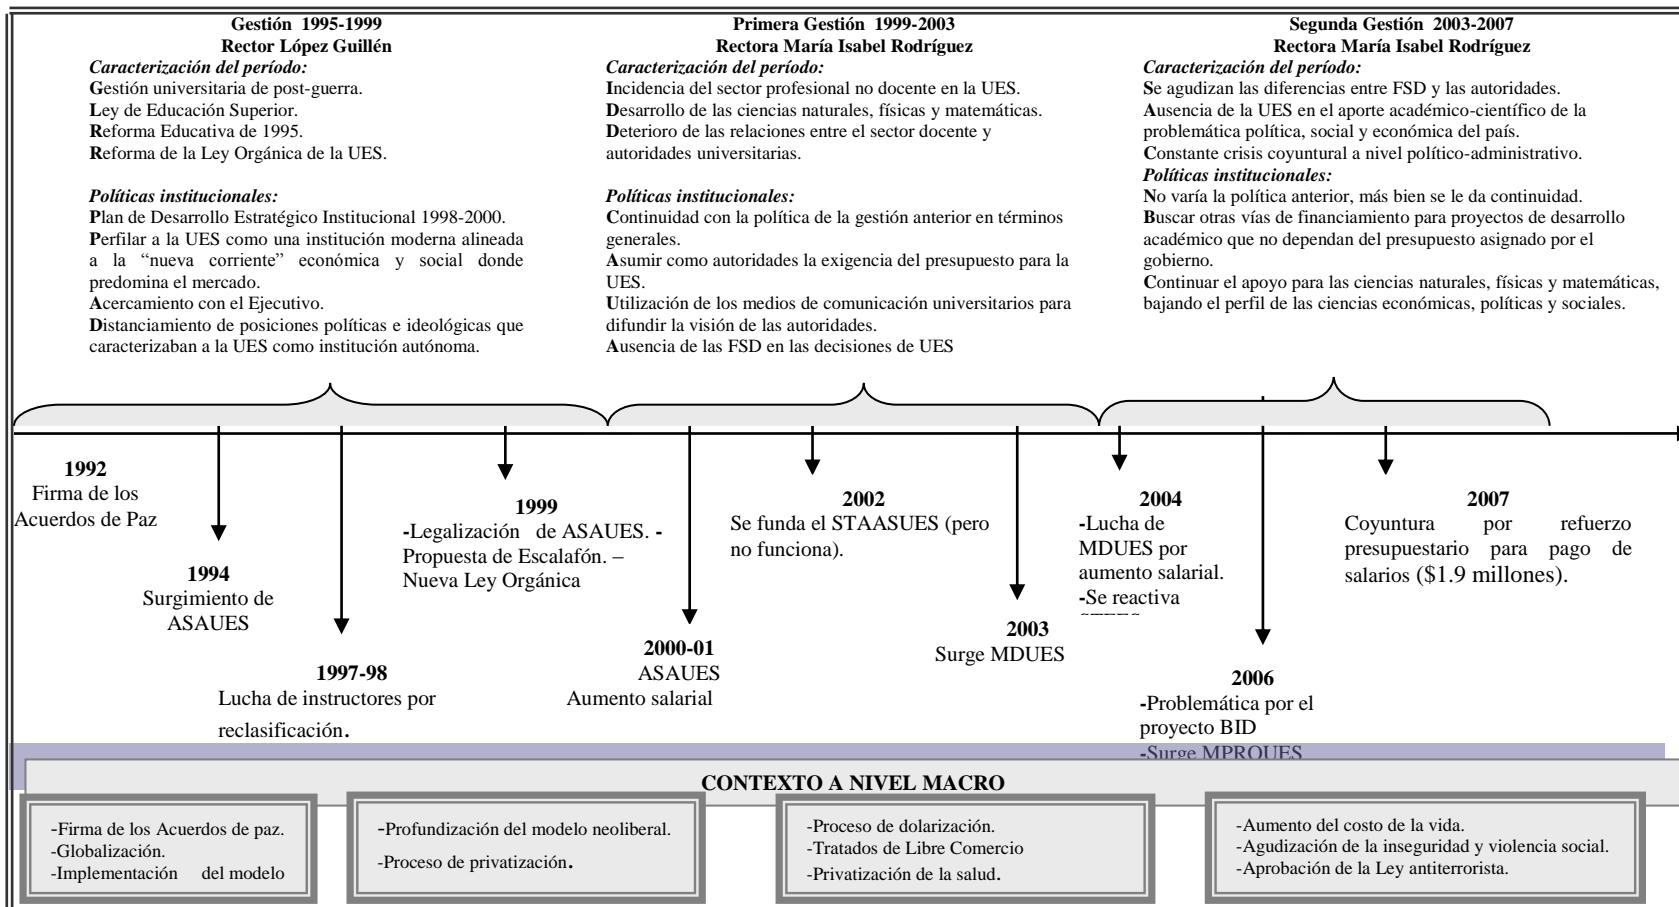 Gestión 1995-1999
Rector López Guillén
Caracterización del período:
Gestión universitaria de post-guerra.
Ley de Educación Superior.
Reforma Educativa de 1995.
Reforma de la Ley Orgánica de la UES.
Políticas institucionales:
Plan de Desarrollo Estratégico Institucional 1998-2000.
Perfilar a la UES como una institución moderna alineada
a la “nueva corriente” económica y social donde
predomina el mercado.
Acercamiento con el Ejecutivo.
Distanciamiento de posiciones políticas e ideológicas que
caracterizaban a la UES como institución autónoma.
Primera Gestión 1999-2003
Rectora María Isabel Rodríguez
Caracterización del período:
Incidencia del sector profesional no docente en la UES.
Desarrollo de las ciencias naturales, físicas y matemáticas.
Deterioro de las relaciones entre el sector docente y
autoridades universitarias.
Políticas institucionales:
Continuidad con la política de la gestión anterior en términos
generales.
Asumir como autoridades la exigencia del presupuesto para la
UES.
Utilización de los medios de comunicación universitarios para
difundir la visión de las autoridades.
Ausencia de las FSD en las decisiones de UES
Segunda Gestión 2003-2007
Rectora María Isabel Rodríguez
Caracterización del período:
Se agudizan las diferencias entre FSD y las autoridades.
Ausencia de la UES en el aporte académico-científico de la
problemática política, social y económica del país.
Constante crisis coyuntural a nivel político-administrativo.
Políticas institucionales:
No varía la política anterior, más bien se le da continuidad.
Buscar otras vías de financiamiento para proyectos de desarrollo
académico que no dependan del presupuesto asignado por el
gobierno.
Continuar el apoyo para las ciencias naturales, físicas y matemáticas,
bajando el perfil de las ciencias económicas, políticas y sociales.
1992
Firma de los
Acuerdos de Paz
1994
Surgimiento de
ASAUES
1997-98
Lucha de instructores por
reclasificación.
1999
-Legalización de ASAUES. -
Propuesta de Escalafón. –
Nueva Ley Orgánica
2000-01
ASAUES
Aumento salarial
2002
Se funda el STAASUES (pero
no funciona).
2003
Surge MDUES
2004
-Lucha de
MDUES por
aumento salarial.
-Se reactiva
2006
-Problemática por el
proyecto BID
-Surge MPROUES
2007
Coyuntura por refuerzo
presupuestario para pago de
salarios ($1.9 millones).
CONTEXTO A NIVEL MACRO
-Firma de los Acuerdos de paz.
-Globalización.
-Implementación del modelo
-Profundización del modelo neoliberal.
-Proceso de privatización.
-Proceso de dolarización.
-Tratados de Libre Comercio
-Privatización de la salud.
-Aumento del costo de la vida.
-Agudización de la inseguridad y violencia social.
-Aprobación de la Ley antiterrorista.